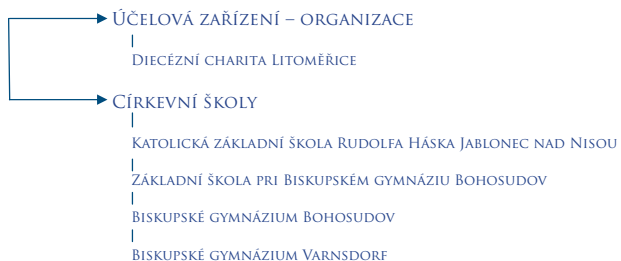 Účelová zařízení – organizace
Diecézní charita Litoměřice
Církevní školy
Katolická základní škola Rudolfa Háska Jablonec nad Nisou
Základní škola pri Biskupském gymnáziu Bohosudov
Biskupské gymnázium Bohosudov
Biskupské gymnázium Varnsdorf